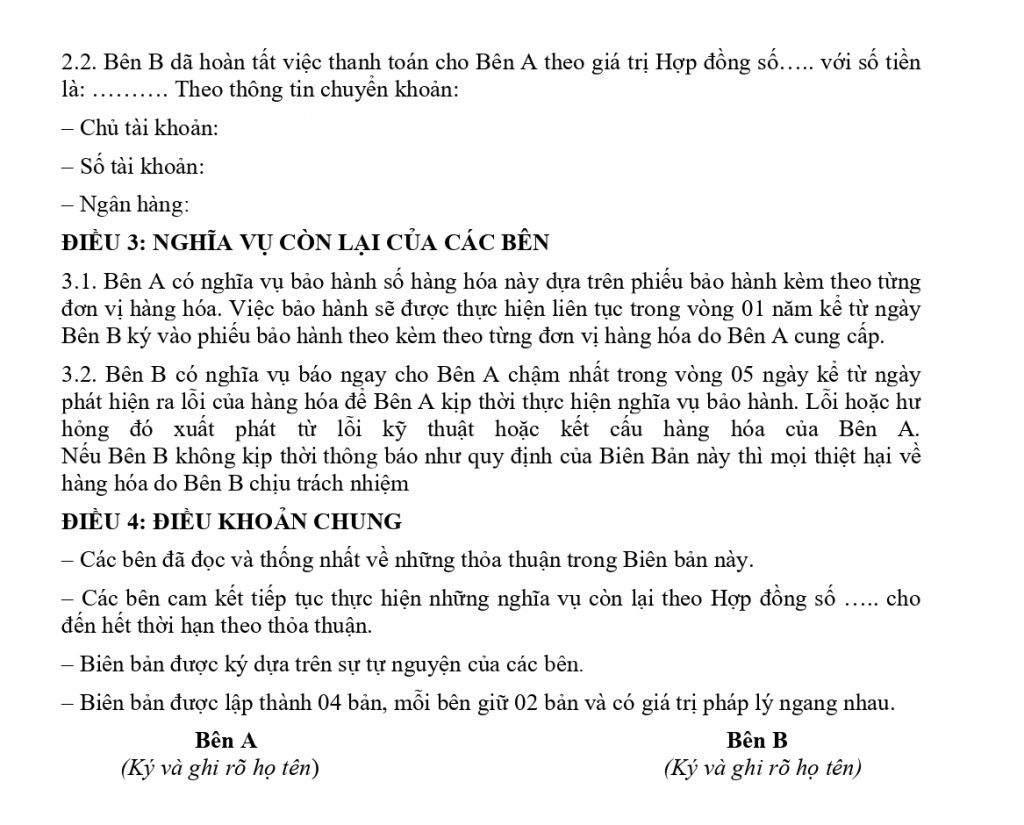 2.2. Bên B dã hoàn tất việc thanh toán cho Bên A theo giá trị Hợp đồng số….. với số tiền
là: ………. Theo thông tin chuyển khoản:
– Chủ tài khoản:
– Số tài khoản:
– Ngân hàng:
ĐIỀU 3: NGHĨA VỤ CÒN LẠI CỦA CÁC BÊN
3.1. Bên A có nghĩa vụ bảo hành số hàng hóa này dựa trên phiếu bảo hành kèm theo từng
đơn vị hàng hóa. Việc bảo hành sẽ được thực hiện liên tục trong vòng 01 năm kể từ ngày
Bên B ký vào phiếu bảo hành theo kèm theo từng đơn vị hàng hóa do Bên A cung cấp.
3.2. Bên B có nghĩa vụ báo ngay cho Bên A chậm nhất trong vòng 05 ngày kể từ ngày
phát hiện ra lỗi của hàng hóa để Bên A kịp thời thực hiện nghĩa vụ bảo hành. Lỗi hoặc hư
hỏng đó xuất phát từ lỗi kỹ thuật hoặc kết cấu hàng hóa của Bên A.
Nếu Bên B không kịp thời thông báo như quy định của Biên Bản này thì mọi thiệt hại về
hàng hóa do Bên B chịu trách nhiệm
ĐIỀU 4: ĐIỀU KHOẢN CHUNG
– Các bên đã đọc và thống nhất về những thỏa thuận trong Biên bản này.
– Các bên cam kết tiếp tục thực hiện những nghĩa vụ còn lại theo Hợp đồng số ….. cho
đến hết thời hạn theo thỏa thuận.
– Biên bản được ký dựa trên sự tự nguyện của các bên.
– Biên bản được lập thành 04 bản, mỗi bên giữ 02 bản và có giá trị pháp lý ngang nhau.
Bên A Bên B
(Ký và ghi rõ họ tên) (Ký và ghi rõ họ tên)